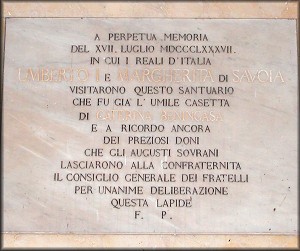 A PERPETUA MEMORIA
DEL XVII. LUGLIO MDCCCLXXXVII.
IN CUI I REALI D'ITALIA
UMBERTO I. E MARGHERITA DI SAVOIA
VISITARONO QUESTO SANTUARIO
CHE FU GIA' L'UMILE CASETTA
DI CATERINA BENINCASA
E A RICORDO ANCORA
DEI PREZIOSI DONI
CHE GLI AUGUSTI SOVRANI
LASCIARONO ALLA CONFRATERNITA
IL CONSIGLIO GENERALE DEI FRATELLI
PER UNANIME DELIBERAZIONE
QUESTA LAPIDE
F. P.